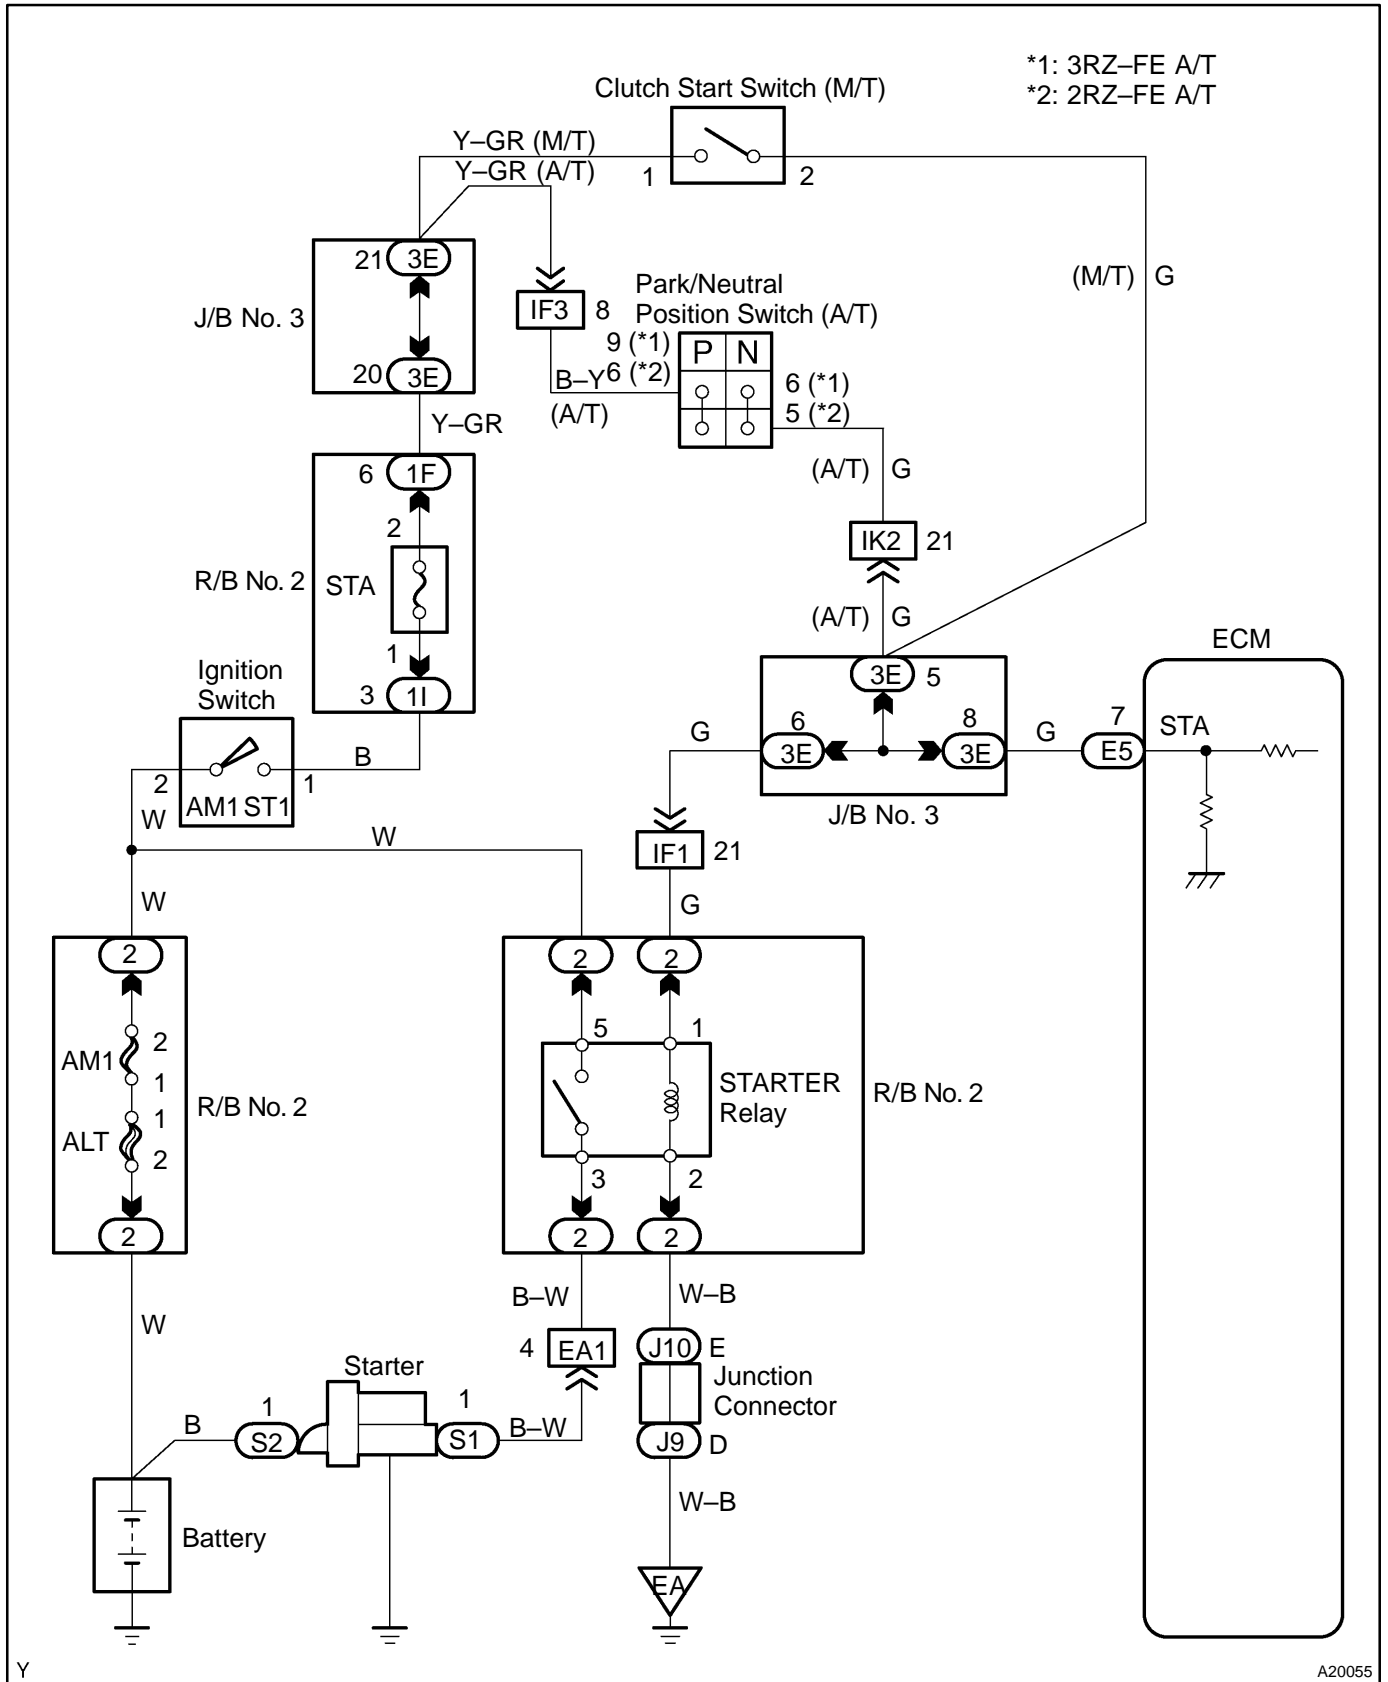 *1: 3RZ–FE A/T
*2: 2RZ–FE A/T
Clutch Start Switch (M/T)
Y–GR (M/T)
Y–GR (A/T)
1
2
21
3E
J/B No. 3
20
3E
IF3
8
Park/Neutral
Position Switch (A/T)
9 (*1)
6 (*2)
P
N
B–Y
(A/T)
6 (*1)
5 (*2)
(M/T)
G
Y–GR
6
1F
2
R/B No. 2
STA
1
3
1I
(A/T)
G
IK2
21
(A/T)
G
Ignition
Switch
2
AM1
ST1
1
B
W
W
W
3E
5
6
3E
8
3E
G
G
J/B No. 3
7
E5
ECM
STA
IF1
21
G
2
AM1
2
1
ALT
1
2
2
R/B No. 2
2
2
5
1
STARTER
Relay
R/B No. 2
3
2
2
2
B–W
W–B
W
4
EA1
J10
E
Junction
Connector
J9
D
Starter
B
1
S2
1
S1
B–W
W–B
Battery
EA
Y
A20055